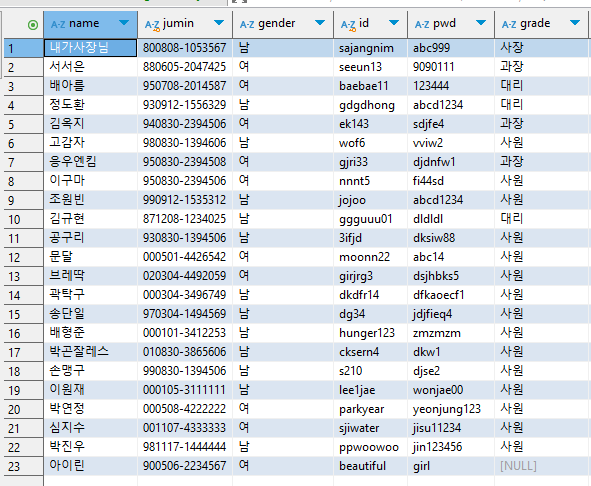 name jumin gender id pwd grade
1 내가사장님 800808-1053567 남 sajangnim abc999 사장
2 서서은 880605-2047425 여 seeun13 9090111 과장
3 배아름 950708-2014587 여 baebae11 123444 대리
4 정도환 930912-1556329 남 gdgdhong abcd1234 대리
5 김옥지 940830-2394506 여 ek143 sdjfe4 과장
6 고감자 980830-1394606 남 wof6 vviw2 사원
7 응우엔킴 950830-2394508 여 gjri33 djdnfw1 과장
8 이구마 950830-2394506 여 nnnt5 fi44sd 사원
9 조원빈 990912-1535312 남 jojoo abcd1234 사원
10 김규현 871208-1234025 남 ggguuu01 dldldl 대리
11 공구리 930830-1394506 남 3ifjd dksiw88 사원
12 문달 000501-4426542 여 moonn22 abc14 사원
13 브레딱 020304-4492059 여 girjrg3 dsjhbks5 사원
14 곽탁구 000304-3496749 남 dkdfr14 dfkaoecf1 사원
15 송단일 970304-1494569 남 dg34 jdjfieq4 사원
16 배형준 000101-3412253 남 hunger123 zmzmzm 사원
17 박곤잘레스 010830-3865606 남 cksern4 dkw1 사원
18 손맹구 990830-1394506 남 s210 djse2 사원
19 이원재 000105-3111111 남 lee1jae wonjae00 사원
20 박연정 000508-4222222 여 parkyear yeonjung123 사원
21 심지수 001107-4333333 여 sjiwater jisu11234 사원
22 박진우 981117-1444444 남 ppwoowoo jin123456 사원
23 아이린 900506-2234567 여 beautiful girl [NULL]